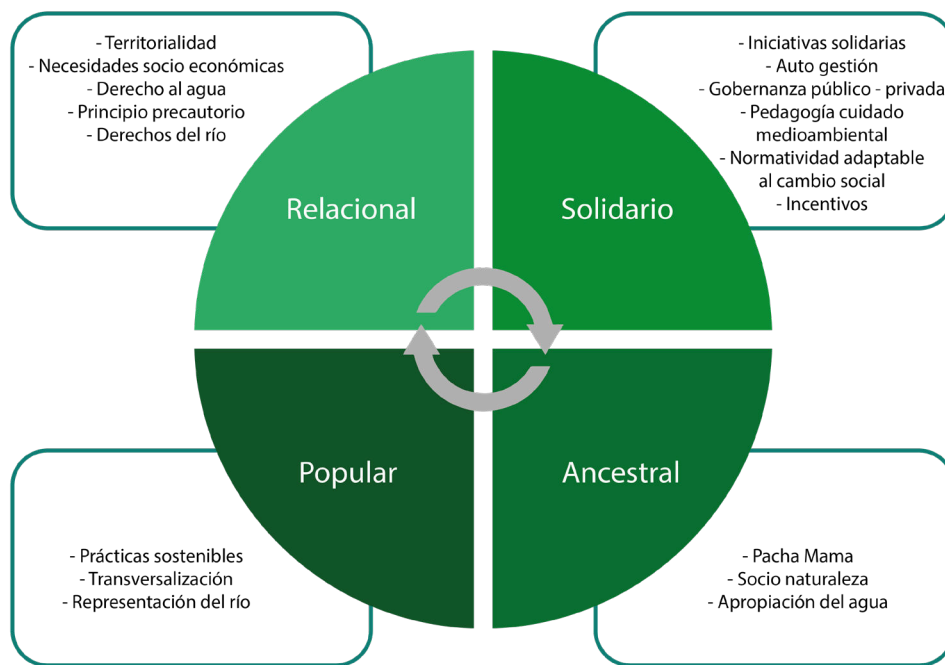 - Territorialidad
- Necesidades socio económicas
- Derecho al agua
- Principio precautorio
- Derechos del río
- Iniciativas solidarias
- Auto gestión
- Gobernanza público - privada
- Pedagogía cuidado
medioambiental
- Normatividad adaptable
al cambio social
- Incentivos
Relacional
Solidario
Popular
Ancestral
- Prácticas sostenibles
- Transversalización
- Representación del río
- Pacha Mama
- Socio naturaleza
- Apropiación del agua